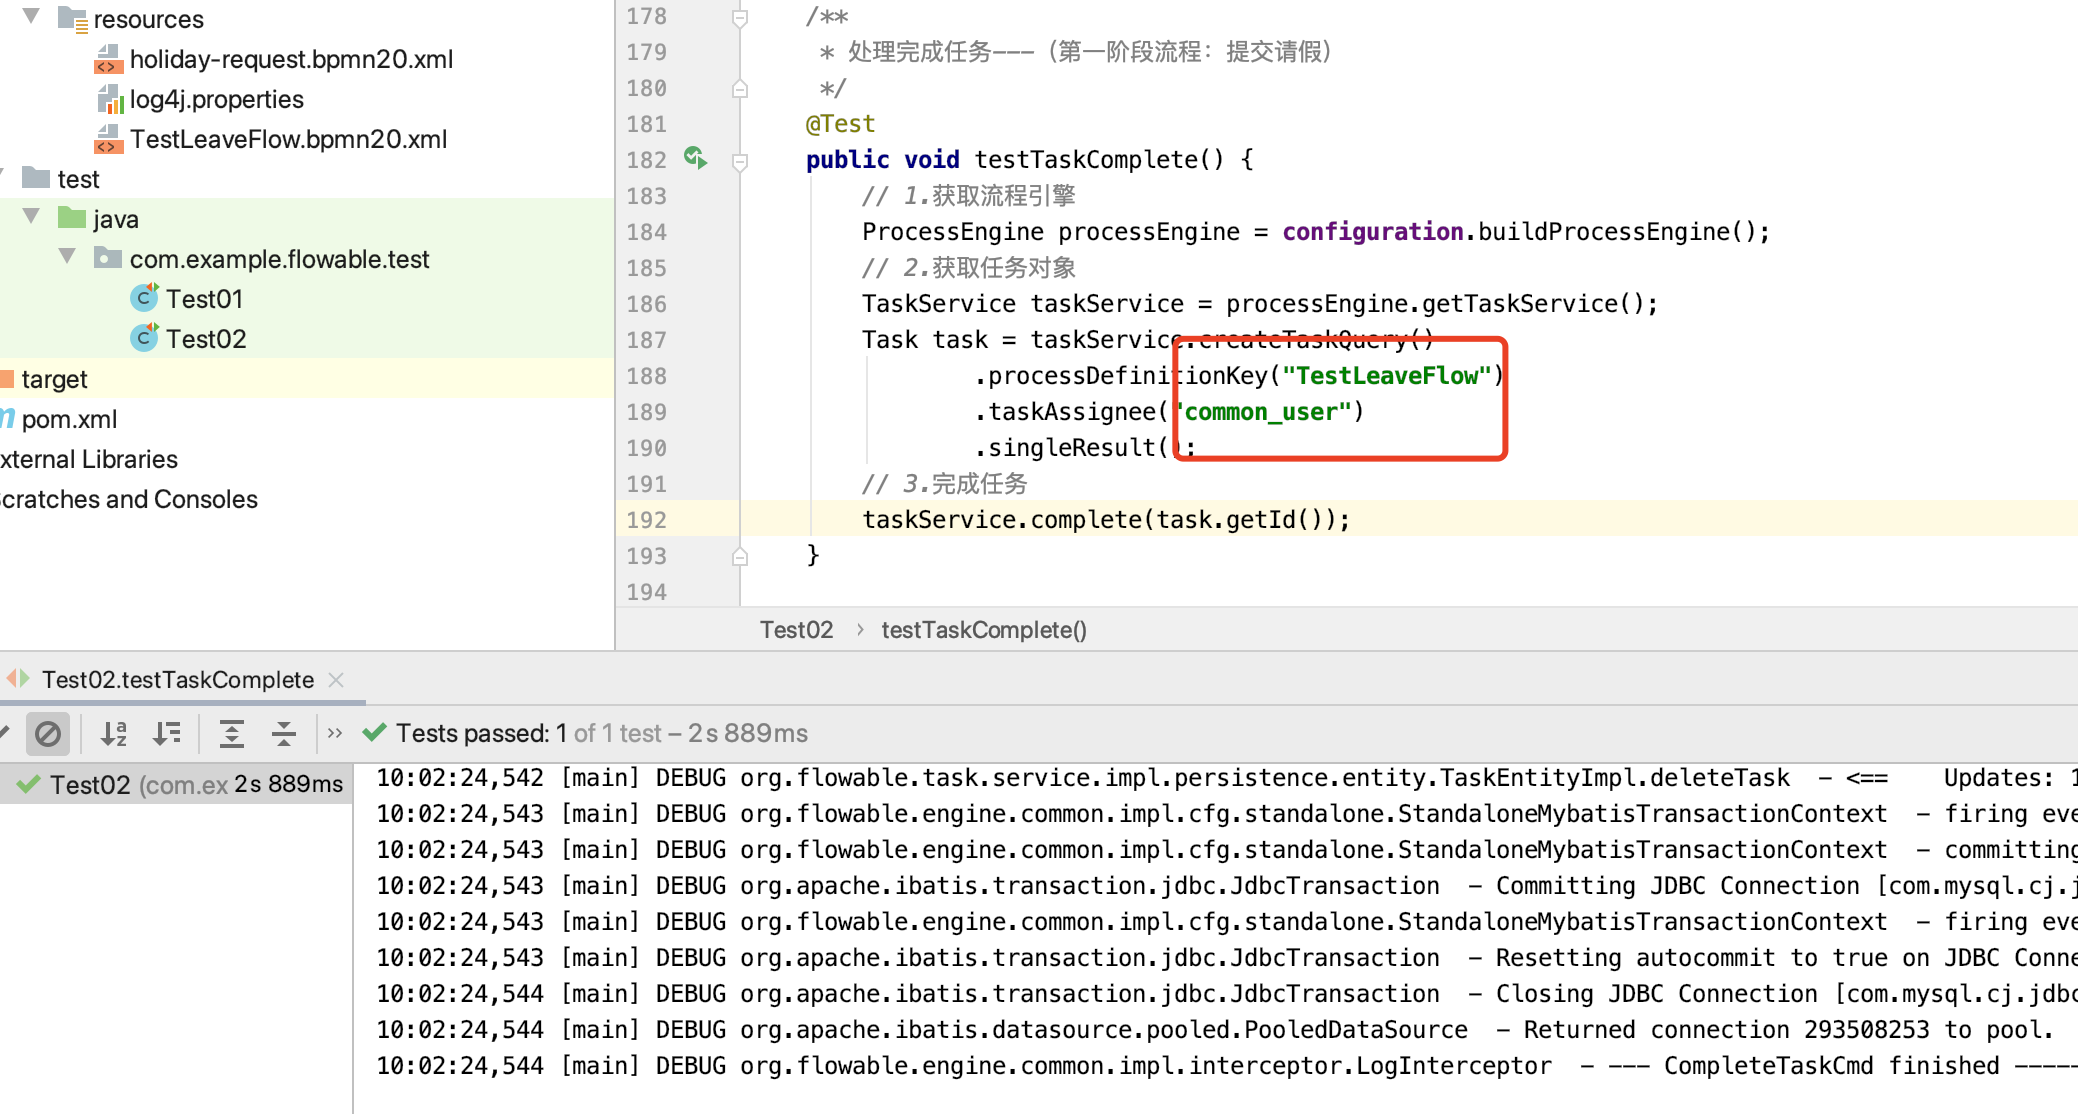 resources
holiday-request.bpmn20.xml
log4j.properties
TestLeaveFlow.bpmn20.xml
test
java
com.example.flowable.test
Test01
Test02
target
pom.xml
xternal Libraries
cratches and Consoles
178 /**
179 * 处理完成任务---（第一阶段流程：提交请假）
180 */
181 @Test
182 public void testTaskComplete() {
183 // 1.获取流程引擎
184 ProcessEngine processEngine = configuration.buildProcessEngine();
185 // 2.获取任务对象
186 TaskService taskService = processEngine.getTaskService();
187 Task task = taskService.createTaskQuery()
188 .processDefinitionKey("TestLeaveFlow")
189 .taskAssignee("common_user")
190 .singleResult();
191 // 3.完成任务
192 taskService.complete(task.getId());
193 }
194
Test02 › testTaskComplete()
Test02.testTaskComplete ×
>> Tests passed: 1 of 1 test – 2 s 889ms
Test02 (com.ex 2 s 889ms
10:02:24,542 [main] DEBUG org.flowable.task.service.impl.persistence.entity.TaskEntityImpl.deleteTask - <== Updates: 1
10:02:24,543 [main] DEBUG org.flowable.engine.common.impl.cfg.standalone.StandaloneMybatisTransactionContext - firing eve
10:02:24,543 [main] DEBUG org.flowable.engine.common.impl.cfg.standalone.StandaloneMybatisTransactionContext - committing
10:02:24,543 [main] DEBUG org.apache.ibatis.transaction.jdbc.JdbcTransaction - Committing JDBC Connection [com.mysql.cj.j
10:02:24,543 [main] DEBUG org.flowable.engine.common.impl.cfg.standalone.StandaloneMybatisTransactionContext - firing eve
10:02:24,543 [main] DEBUG org.apache.ibatis.transaction.jdbc.JdbcTransaction - Resetting autocommit to true on JDBC Conne
10:02:24,544 [main] DEBUG org.apache.ibatis.transaction.jdbc.JdbcTransaction - Closing JDBC Connection [com.mysql.cj.jdbc
10:02:24,544 [main] DEBUG org.apache.ibatis.datasource.pooled.PooledDataSource - Returned connection 293508253 to pool.
10:02:24,544 [main] DEBUG org.flowable.engine.common.impl.interceptor.LogInterceptor - --- CompleteTaskCmd finished -----